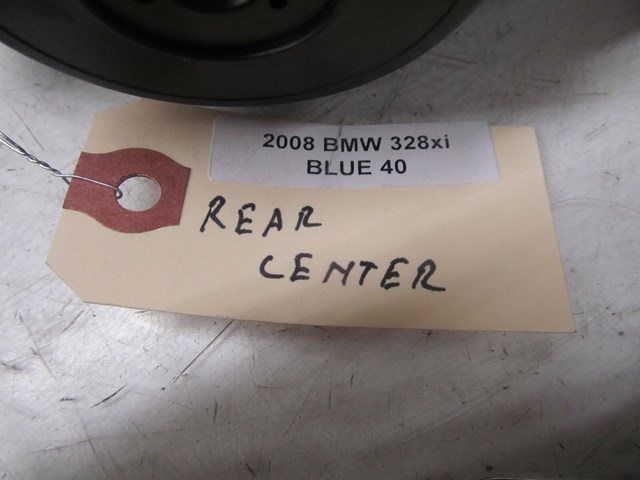 2008 BMW 328xi
BLUE 40
REAR
CENTER